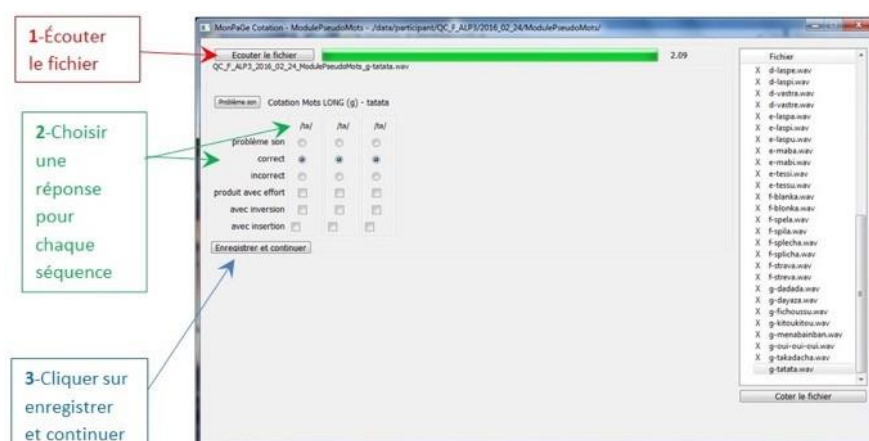 MonPaGe Cotation - ModulePseudoMots - ./data/participant/QC_F_ALP3/2016_02_24/ModulePseudoMots/
1-Écouter
le fichier
Ecouter le fichier
2.09
QC_F_ALP3_2016_02_24_ModulePseudoMots_g-tatata.wav
Problème son
Cotation Mots LONG (g) - tatata
2-Choisir
une
réponse
pour
chaque
séquence
/ta/ /ta/ /ta/
problème son
correct
incorrect
produit avec effort
avec inversion
avec insertion
Enregistrer et continuer
3-Cliquer sur
enregistrer
et continuer
Fichier
X d-laspe.wav
X d-laspi.wav
X d-vastra.wav
X d-vastre.wav
X e-laspa.wav
X e-laspi.wav
X e-laspu.wav
X e-maba.wav
X e-mabi.wav
X e-tessi.wav
X e-tessu.wav
X f-blanka.wav
X f-blonka.wav
X f-spela.wav
X f-spila.wav
X f-splecha.wav
X f-splicha.wav
X f-strava.wav
X f-streva.wav
X g-dadada.wav
X g-dayaza.wav
X g-fichoussu.wav
X g-kitoukitou.wav
X g-menabainban.wav
X g-oui-oui-oui.wav
X g-takadacha.wav
g-tatata.wav
Coter le fichier